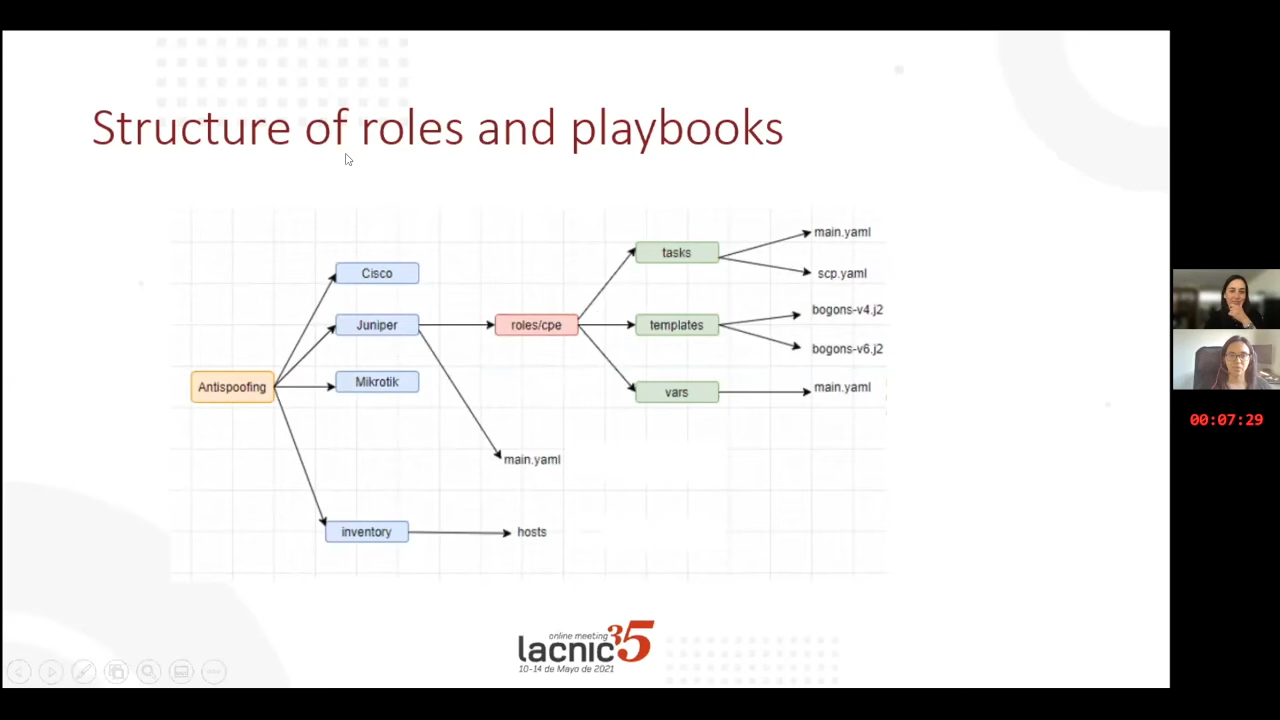 Structure of roles and playbooks
main.yaml
tasks
Cisco
scp.yaml
bogons-v4.j2
Juniper
roles/cpe
templates
bogons-v6.j2
Antispoofing
Mikrotik
vars
main.yaml
main.yaml
inventory
hosts
00:07:29
online meeting
lacnic35
10-14 de Mayo de 2021